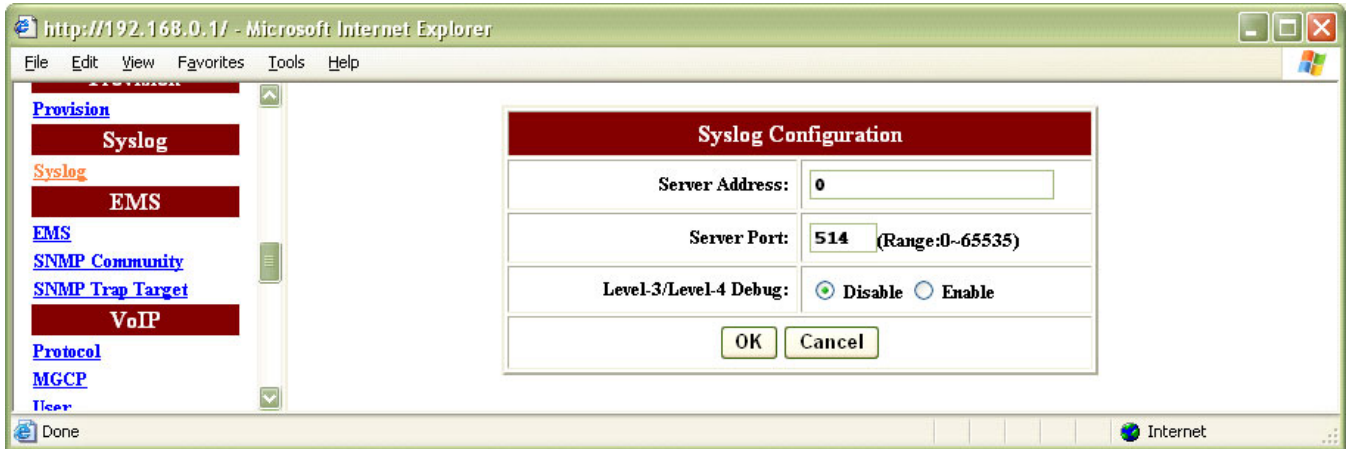 http://192.168.0.1/ - Microsoft Internet Explorer
File Edit View Favorites Tools Help
Provision
Provision
Syslog
Syslog
EMS
EMS
SNMP Community
SNMP Trap Target
VoIP
Protocol
MGCP
User
Syslog Configuration
Server Address: 0
Server Port: 514 (Range:0~65535)
Level-3/Level-4 Debug: Disable Enable
OK Cancel
Done Internet